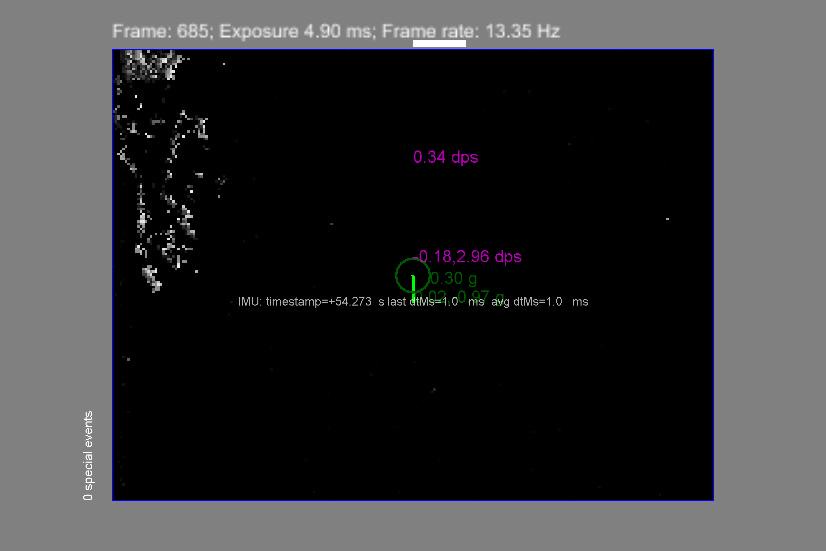 Frame: 685; Exposure 4.90 ms; Frame rate: 13.35 Hz
0.34 dps
-0.18,2.96 dps
0.30 g
0.97 g
IMU: timestamp=+54.273 s last dtMs=1.0 ms avg dtMs=1.0 ms
0 special events